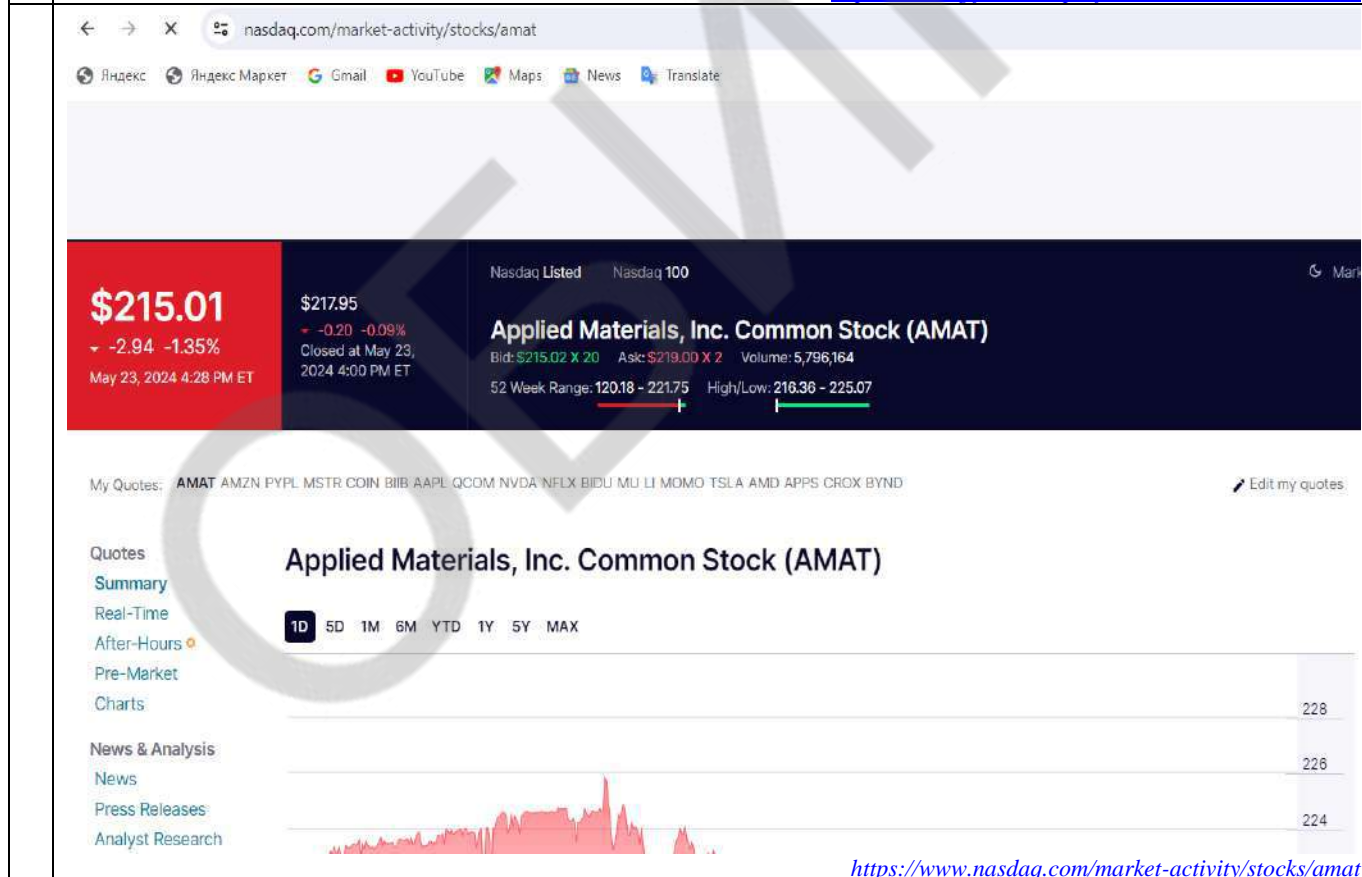 nasdaq.com/market-activity/stocks/amat
Яндекс Яндекс Маркет Gmail YouTube Maps News Translate
Nasdaq Listed Nasdaq 100
$215.01
-2.94 -1.35%
May 23, 2024 4:28 PM ET
$217.95
-0.20 -0.09%
Closed at May 23,
2024 4:00 PM ET
Applied Materials, Inc. Common Stock (AMAT)
Bid: $215.02 X 20 Ask: $219.00 X 2 Volume: 5,796,164
52 Week Range: 120.18 - 221.75 High/Low: 216.36 - 225.07
My Quotes: AMAT AMZN PYPL MSTR COIN BIIB AAPL QCOM NVDA NFLX BIDU MU LI MOMO TSLA AMD APPS CROX BYND
Edit my quotes
Quotes
Summary
Real-Time
After-Hours
Pre-Market
Charts
News & Analysis
News
Press Releases
Analyst Research
Applied Materials, Inc. Common Stock (AMAT)
1D 5D 1M 6M YTD 1Y 5Y MAX
228
226
224
https://www.nasdaq.com/market-activity/stocks/amat